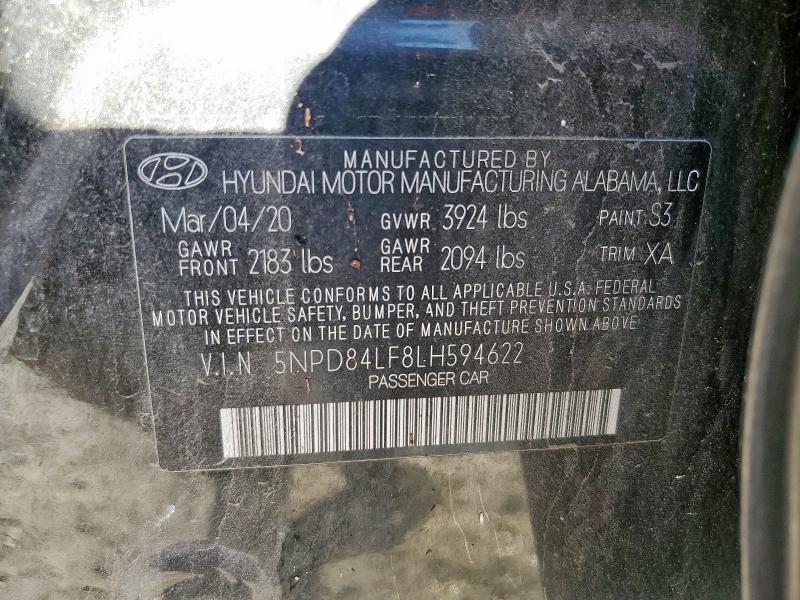 MANUFACTURED BY
HYUNDAI MOTOR MANUFACTURING ALABAMA, LLC
Mar/04/20 GVWR 3924 lbs PAINT S3
GAWR FRONT 2183 lbs GAWR REAR 2094 lbs TRIM XA
THIS VEHICLE CONFORMS TO ALL APPLICABLE U.S.A. FEDERAL
MOTOR VEHICLE SAFETY, BUMPER, AND THEFT PREVENTION STANDARDS
IN EFFECT ON THE DATE OF MANUFACTURE SHOWN ABOVE
V.I.N 5NPD84LF8LH594622
PASSENGER CAR